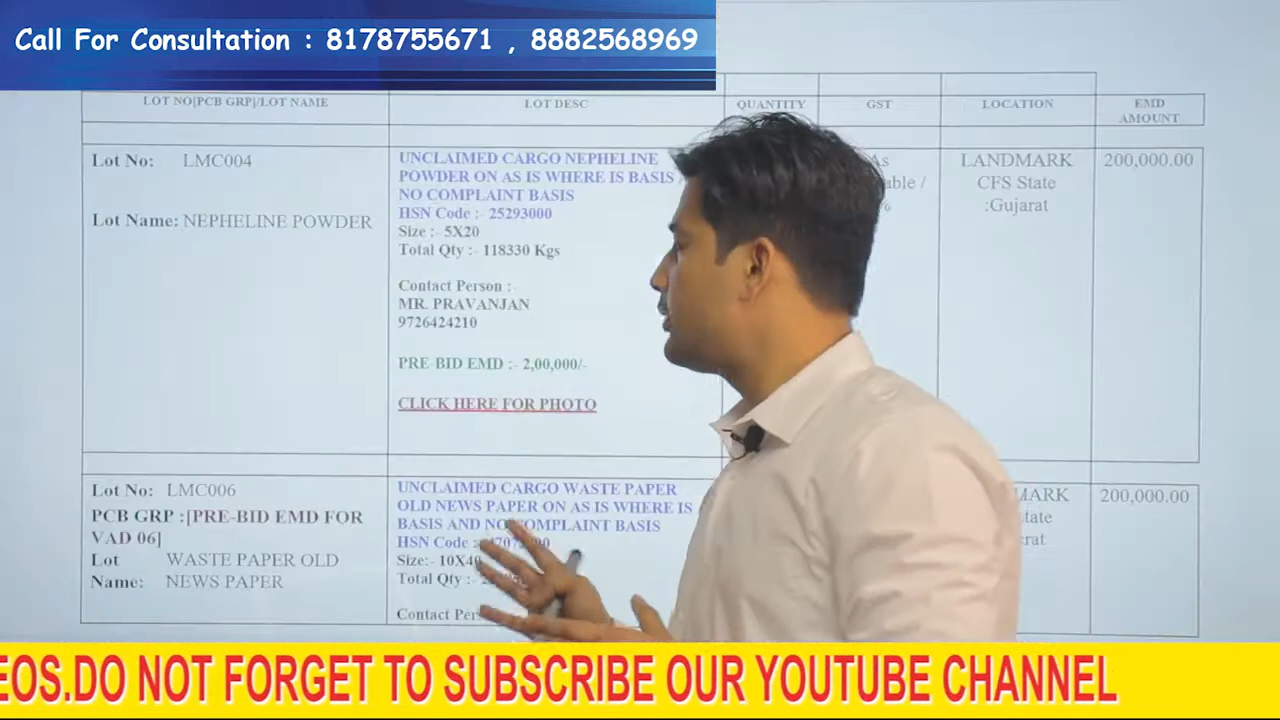 Call For Consultation : 8178755671 , 8882568969
LOT NO[PCB GRP]/LOT NAME
LOT DESC
QUANTITY
GST
LOCATION
EMD
AMOUNT
Lot No: LMC004
Lot Name: NEPHELINE POWDER
UNCLAIMED CARGO NEPHELINE
POWDER ON AS IS WHERE IS BASIS /
NO COMPLAINT BASIS
HSN Code :- 25293000
Size :- 5X20
Total Qty :- 118330 Kgs
Contact Person :-
MR. PRAVANJAN
9726424210
PRE-BID EMD :- 2,00,000/-
CLICK HERE FOR PHOTO
As
LANDMARK
CFS State
:Gujarat
200,000.00
Lot No: LMC006
PCB GRP :[PRE-BID EMD FOR
VAD 06]
Lot WASTE PAPER OLD
Name: NEWS PAPER
UNCLAIMED CARGO WASTE PAPER
OLD NEWS PAPER ON AS IS WHERE IS
BASIS AND NO COMPLAINT BASIS
HSN Code
Size:- 10X40
Total Qty :-
Contact
200,000.00
DO NOT FORGET TO SUBSCRIBE OUR YOUTUBE CHANNEL